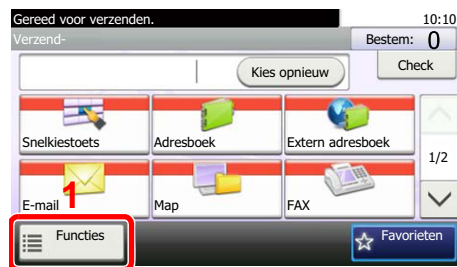 Gereed voor verzenden. 10:10
Verzend- Bestem: 0
Kies opnieuw Check
Snelkiestoets Adresboek Extern adresboek
1/2
E-mail Map FAX
1
Functies Favorieten